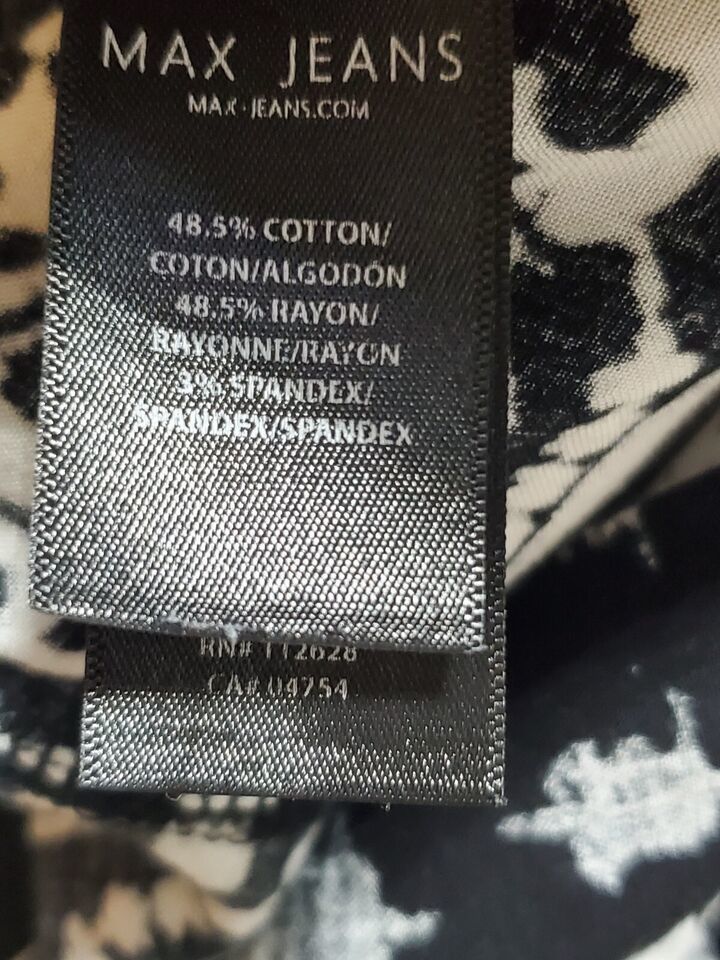 MAX JEANS
MAX-JEANS.COM
48.5% COTTON/
COTON/ALGODÓN
48.5% RAYON/
RAYONNE/RAYON
3% SPANDEX/
SPANDEX/SPANDEX
RN# 112628
CA# 04754